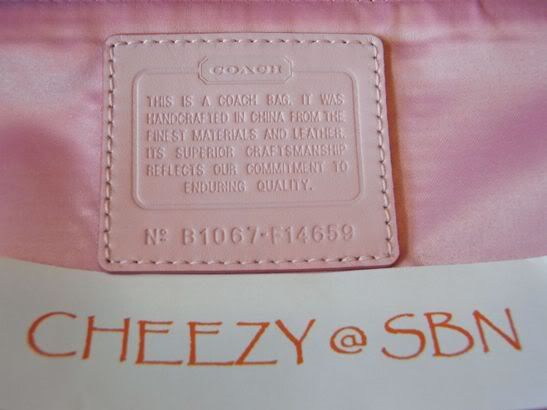 COACH
THIS IS A COACH BAG. IT WAS
HANDCRAFTED IN CHINA FROM THE
FINEST MATERIALS AND LEATHER.
ITS SUPERIOR CRAFTSMANSHIP
REFLECTS OUR COMMITMENT TO
ENDURING QUALITY.
Nº B1067-F14659
CHEEZY @ SBN